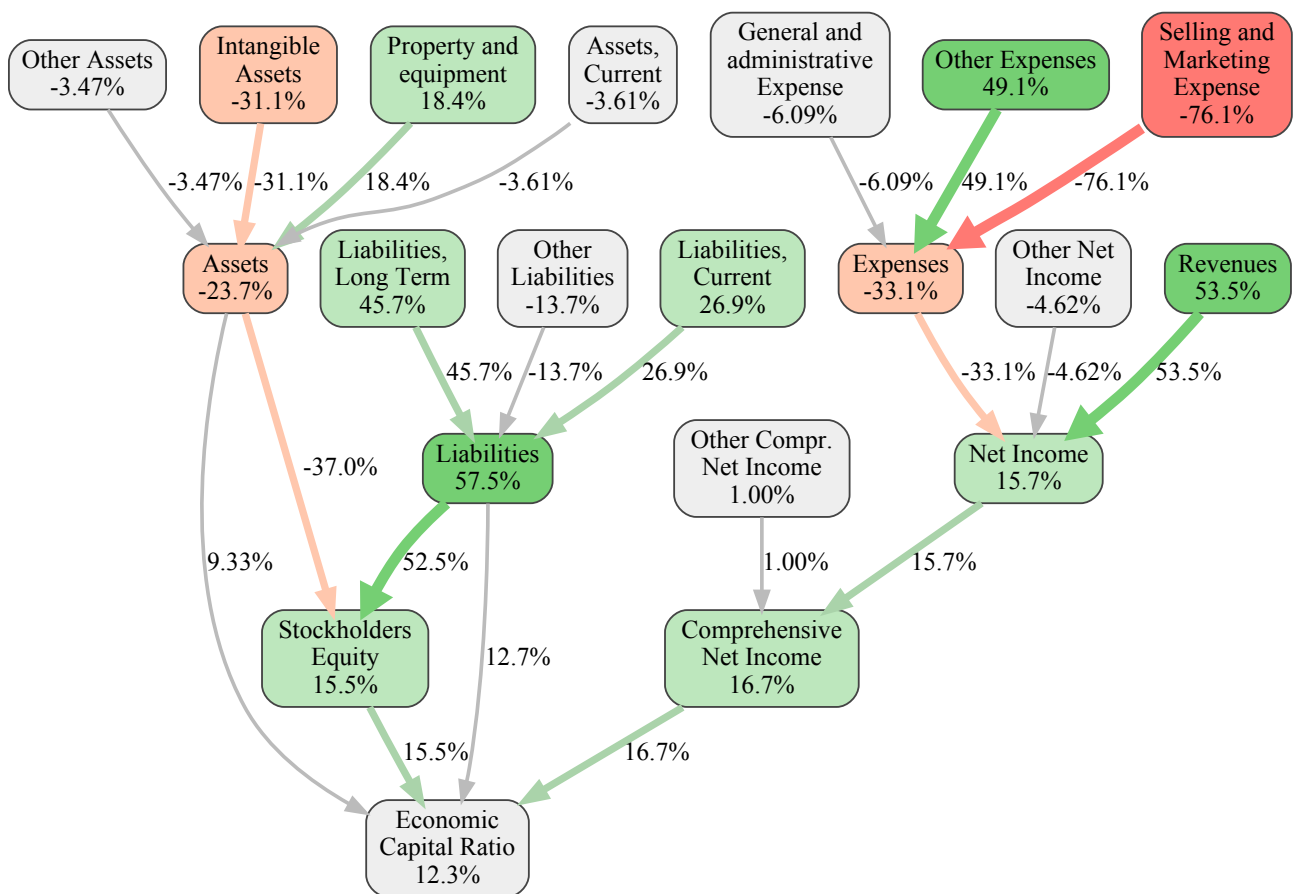 Other Assets
-3.47%
Intangible
Assets
-31.1%
Property and
equipment
18.4%
Assets,
Current
-3.61%
General and
administrative
Expense
-6.09%
Other Expenses
49.1%
Selling and
Marketing
Expense
-76.1%
-3.47%
-31.1%
18.4%
-3.61%
-6.09%
49.1%
-76.1%
Assets
-23.7%
Liabilities,
Long Term
45.7%
Other
Liabilities
-13.7%
Liabilities,
Current
26.9%
Expenses
-33.1%
Other Net
Income
-4.62%
Revenues
53.5%
45.7%
-13.7%
26.9%
-33.1%
-4.62%
53.5%
-37.0%
Liabilities
57.5%
Other Compr.
Net Income
1.00%
Net Income
15.7%
9.33%
52.5%
12.7%
1.00%
15.7%
Stockholders
Equity
15.5%
Comprehensive
Net Income
16.7%
15.5%
16.7%
Economic
Capital Ratio
12.3%